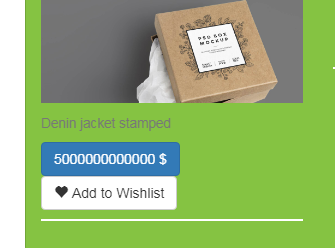 PSD BOX
MOCKUP
Denin jacket stamped
5000000000000 $
Add to Wishlist